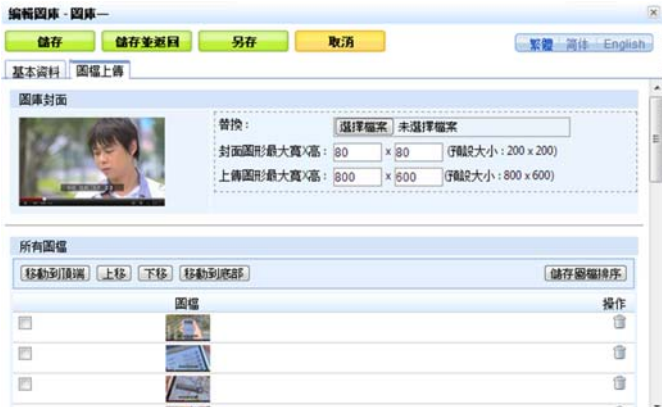 編輯圖庫 - 圖庫一
儲存 儲存並返回 另存 取消 繁體 简体 English
基本資料 圖檔上傳
圖庫封面
替換： 選擇檔案 未選擇檔案
封面圖形最大寬X高： 80 x 80 (預設大小：200 x 200)
上傳圖形最大寬X高： 800 x 600 (預設大小：800 x 600)
所有圖檔
移動到頂端 上移 下移 移動到底部 儲存圖檔排序
圖檔 操作